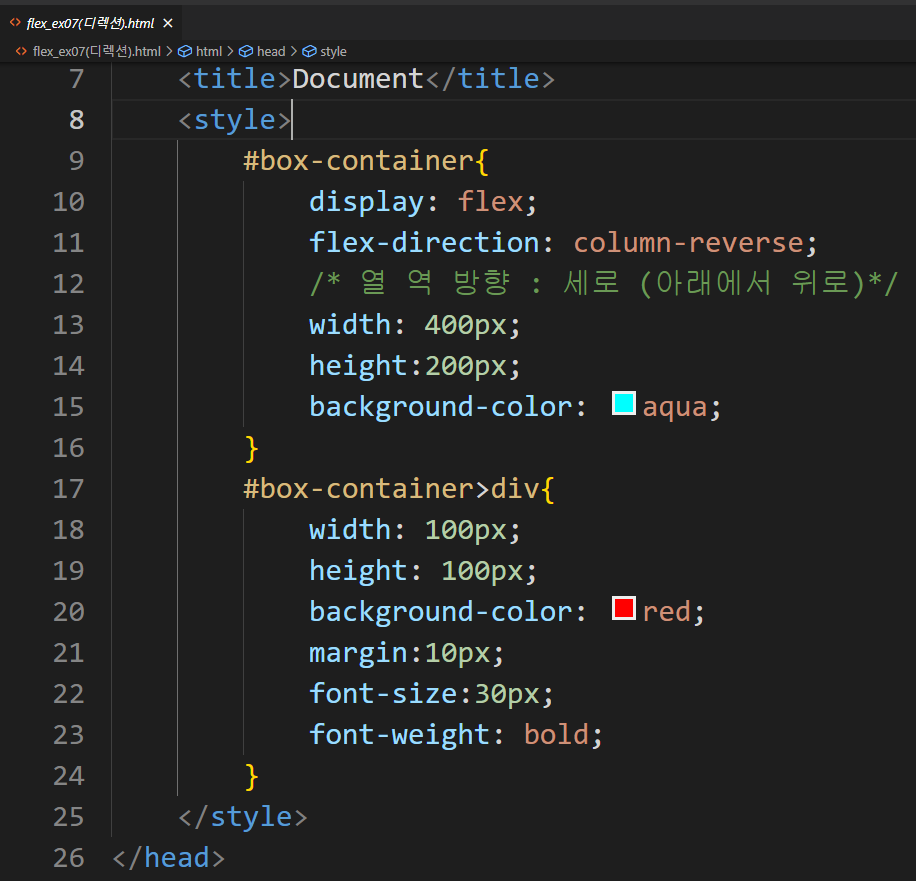 flex_ex07(디렉션).html
flex_ex07(디렉션).html > html > head > style
7 <title>Document</title>
8 <style>
9 #box-container{
10 display: flex;
11 flex-direction: column-reverse;
12 /* 열 역 방향 : 세로 (아래에서 위로)*/
13 width: 400px;
14 height:200px;
15 background-color: aqua;
16 }
17 #box-container>div{
18 width: 100px;
19 height: 100px;
20 background-color: red;
21 margin:10px;
22 font-size:30px;
23 font-weight: bold;
24 }
25 </style>
26 </head>